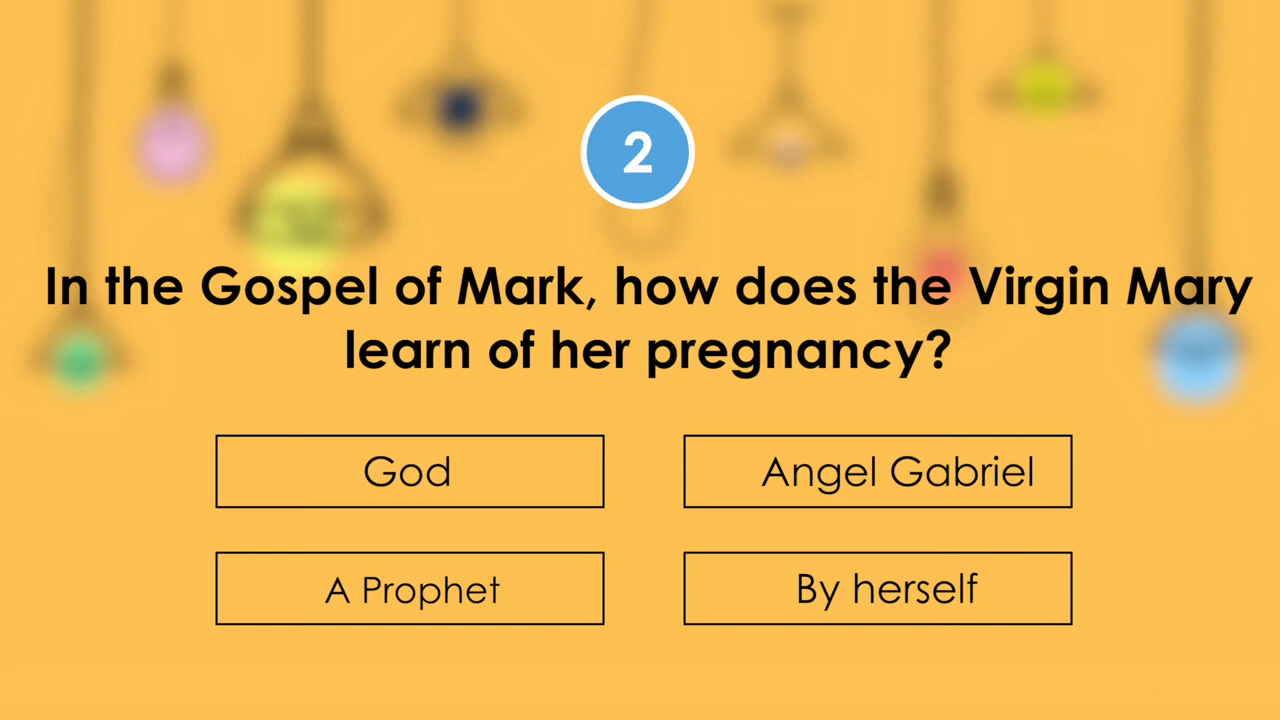 2
In the Gospel of Mark, how does the Virgin Mary
learn of her pregnancy?
God
Angel Gabriel
A Prophet
By herself